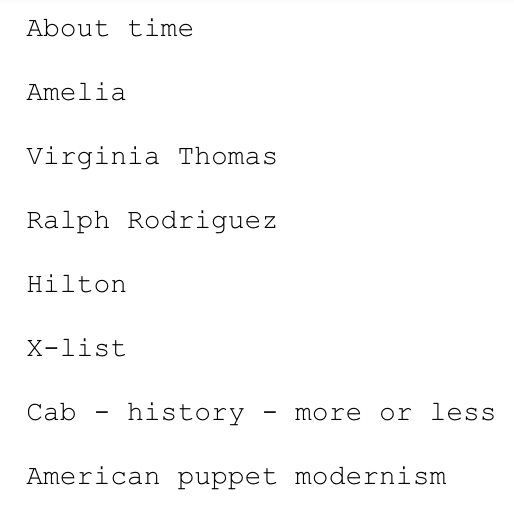 About time
Amelia
Virginia Thomas
Ralph Rodriguez
Hilton
X-list
Cab - history - more or less
American puppet modernism